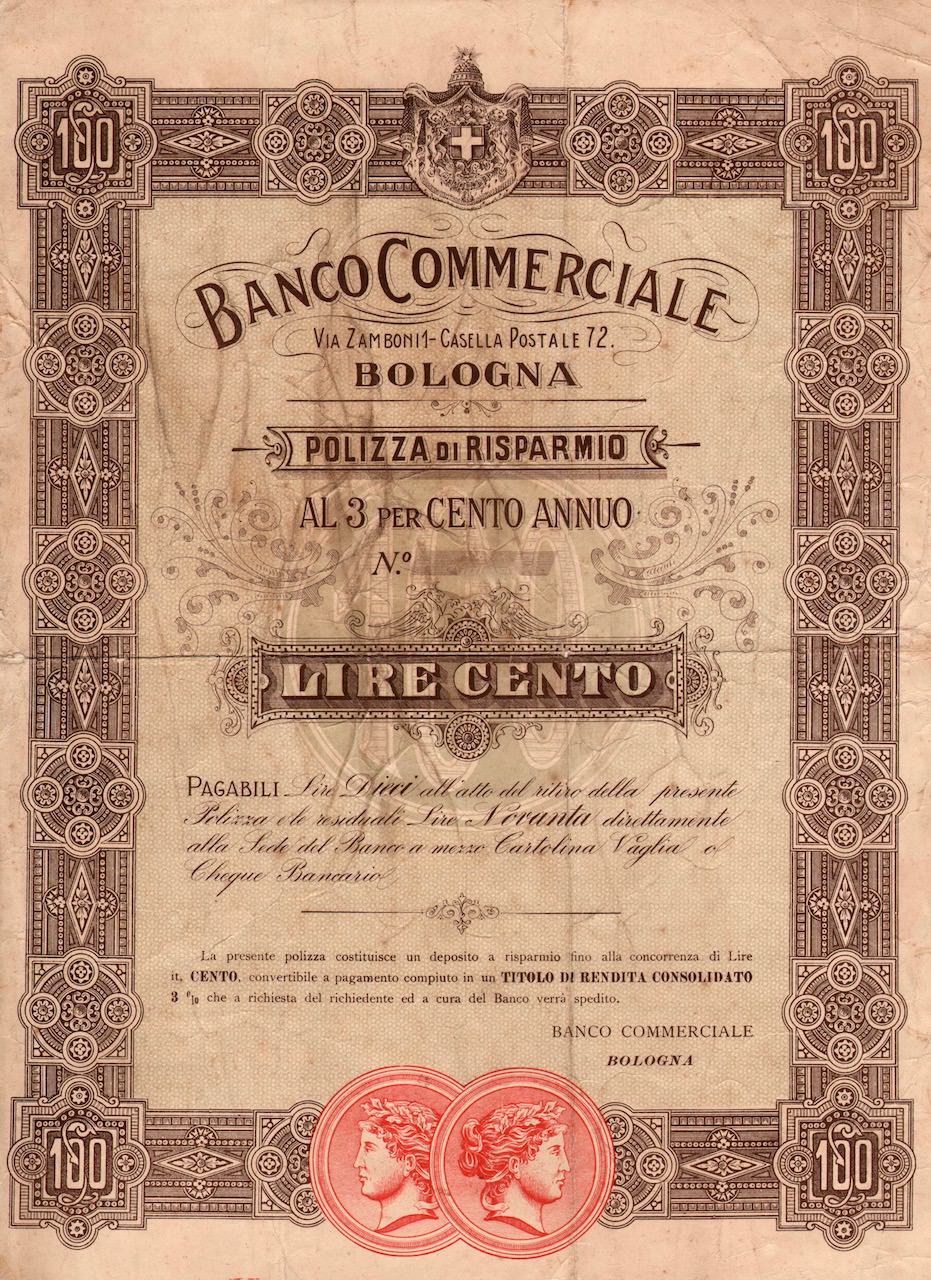 100 100
BANCO COMMERCIALE
VIA ZAMBONI 1 - CASELLA POSTALE 72.
BOLOGNA
POLIZZA DI RISPARMIO
AL 3 PER CENTO ANNUO
N.º
LIRE CENTO
PAGABILI Lire Dieci all'atto del ritiro della presente
Polizza e le residuali Lire Novanta direttamente
alla Sede del Banco a mezzo Cartolina Vaglia o
Cheque Bancario
La presente polizza costituisce un deposito a risparmio fino alla concorrenza di Lire
it. CENTO, convertibile a pagamento compiuto in un TITOLO DI RENDITA CONSOLIDATO
3 % che a richiesta del richiedente ed a cura del Banco verrà spedito.
BANCO COMMERCIALE
BOLOGNA
100 100